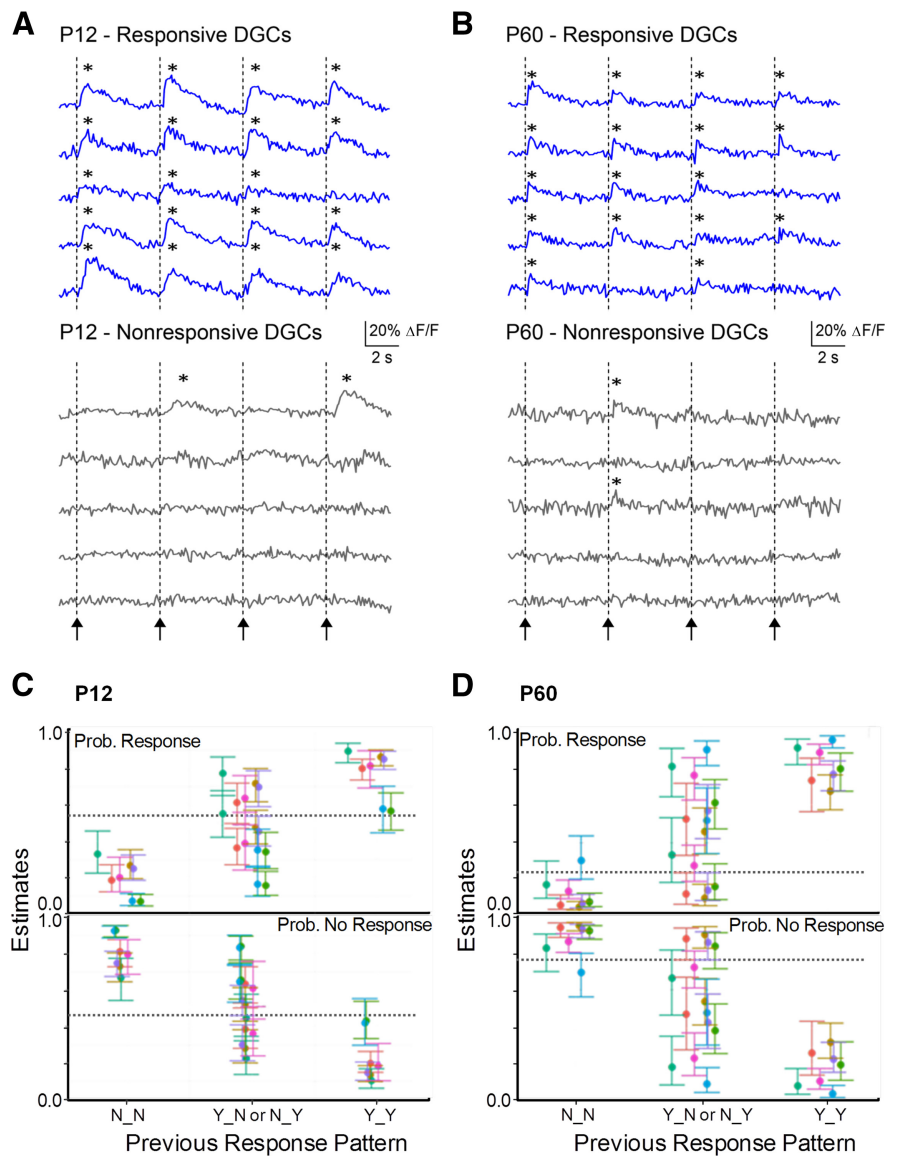 A
P12 - Responsive DGCs
* * * *
* * * *
* * *
* * * *
* * * *
P12 - Nonresponsive DGCs
20% ΔF/F
2 s
* *
B
P60 - Responsive DGCs
* * * *
* * * *
* * *
* * * *
* *
P60 - Nonresponsive DGCs
20% ΔF/F
2 s
*
*
C
P12
1.0
Prob. Response
0.0
1.0
Prob. No Response
0.0
Estimates
N_N
Y_N or N_Y
Y_Y
Previous Response Pattern
D
P60
1.0
Prob. Response
0.0
1.0
Prob. No Response
0.0
Estimates
N_N
Y_N or N_Y
Y_Y
Previous Response Pattern